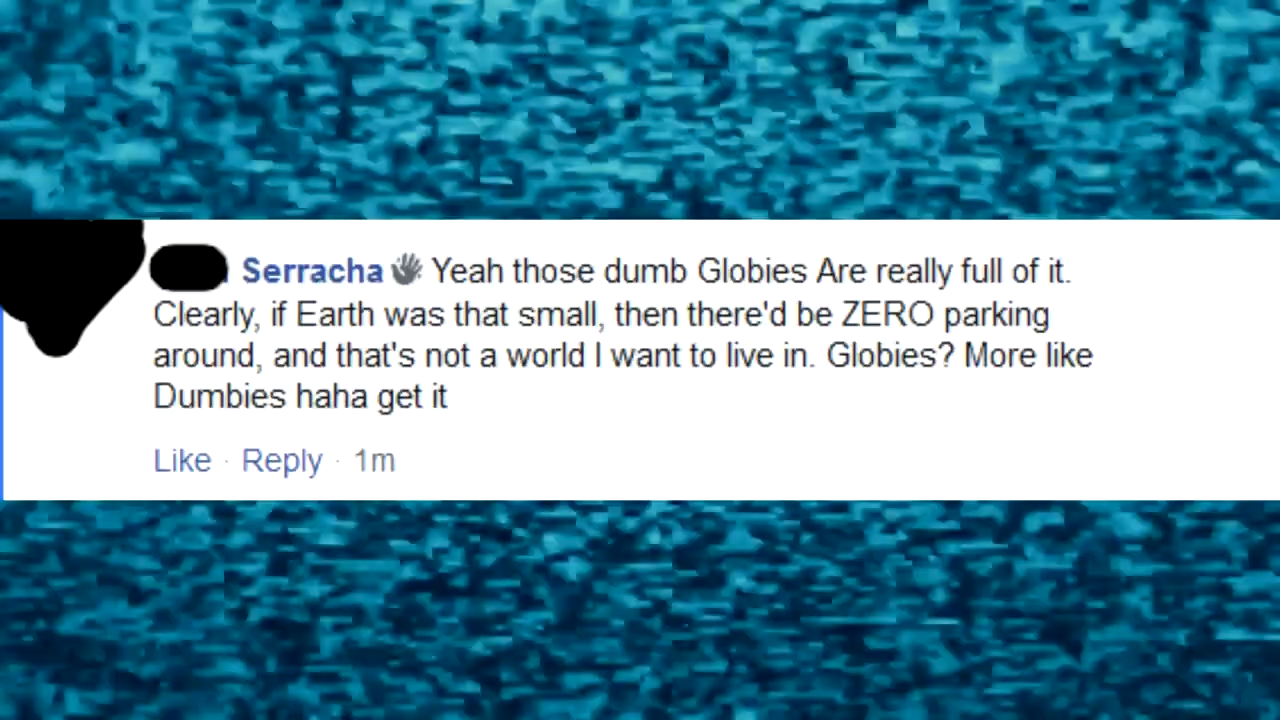 Serracha 👋 Yeah those dumb Globies Are really full of it.
Clearly, if Earth was that small, then there'd be ZERO parking
around, and that's not a world I want to live in. Globies? More like
Dumbies haha get it
Like · Reply · 1m